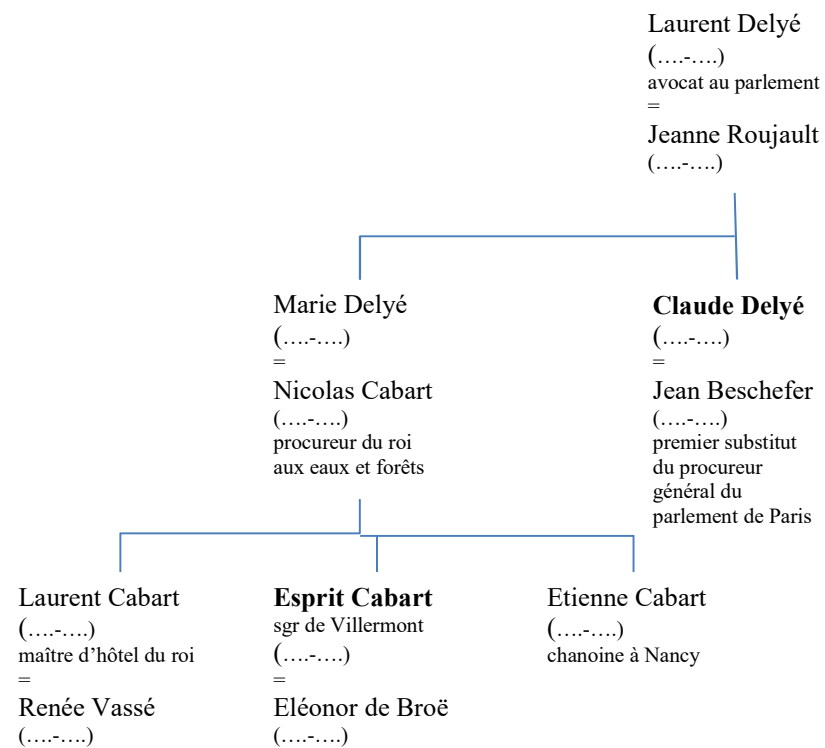 Laurent Delyé
(….-….)
avocat au parlement
=
Jeanne Roujault
(….-….)
Marie Delyé
(….-….)
=
Nicolas Cabart
(….-….)
procureur du roi
aux eaux et forêts
Claude Delyé
(….-….)
=
Jean Beschefer
(….-….)
premier substitut
du procureur
général du
parlement de Paris
Laurent Cabart
(….-….)
maître d’hôtel du roi
=
Renée Vassé
(….-….)
Esprit Cabart
sgr de Villermont
(….-….)
=
Eléonor de Broë
(….-….)
Etienne Cabart
(….-….)
chanoine à Nancy